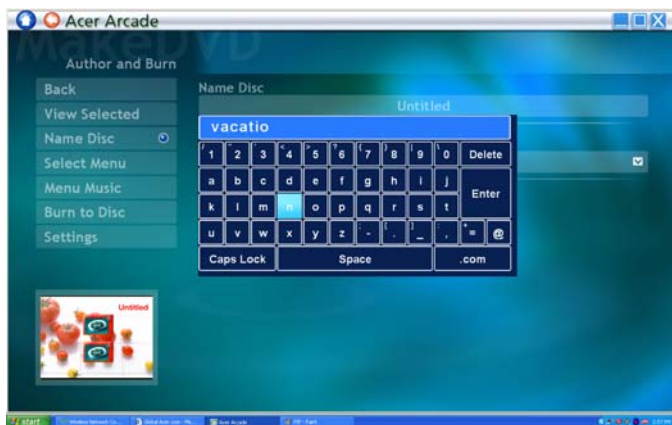 Acer Arcade
MakeDVD
Author and Burn
Back
View Selected
Name Disc
Select Menu
Menu Music
Burn to Disc
Settings
Untitled
Name Disc
Untitled
vacatio
1 2 3 4 5 6 7 8 9 0 Delete
a b c d e f g h i j
Enter
k l m n o p q r s t
u v w x y z - . _ , = @
Caps Lock Space .com
start
Acer Arcade